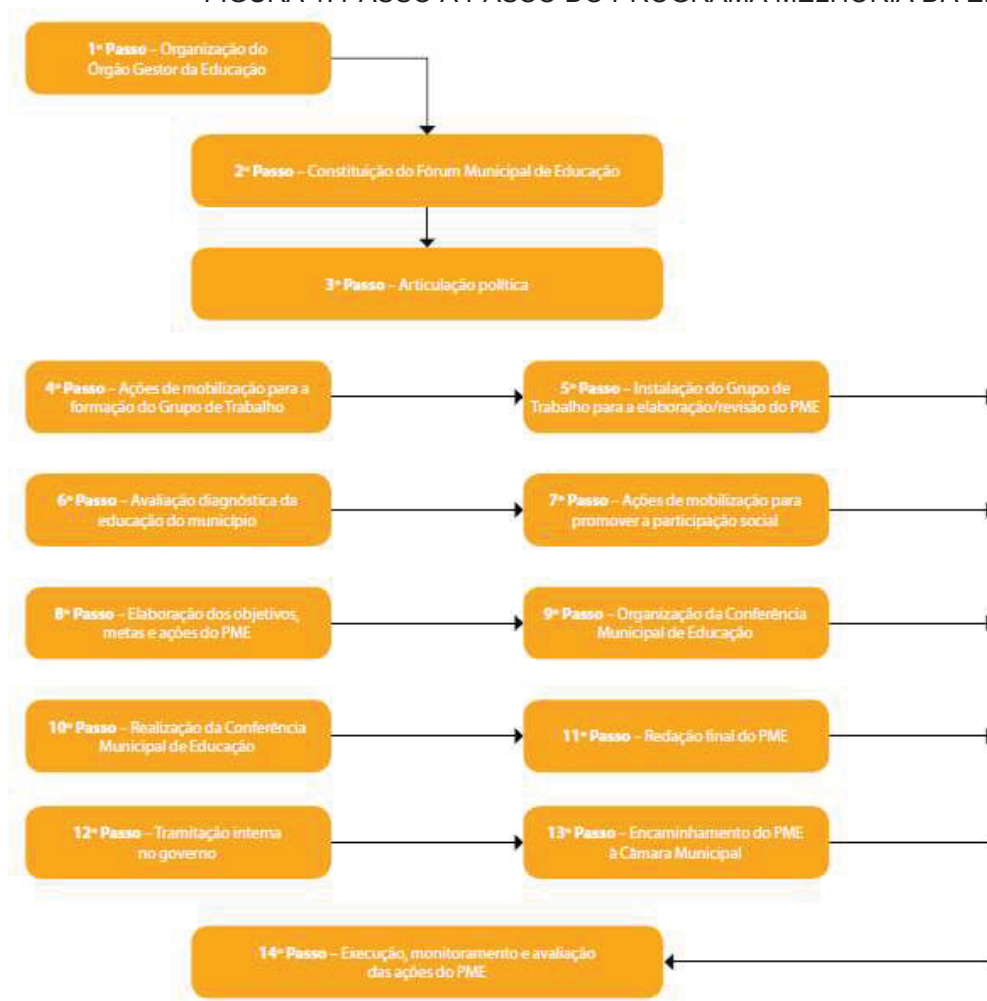 FIGURA 1: PASSO A PASSO DO PROGRAMA MELHORIA DA
1º Passo – Organização do
Órgão Gestor da Educação
2º Passo – Constituição do Fórum Municipal de Educação
3º Passo – Articulação política
4º Passo – Ações de mobilização para a
formação do Grupo de Trabalho
5º Passo – Instalação do Grupo de
Trabalho para a elaboração/revisão do PME
6º Passo – Avaliação diagnóstica da
educação do município
7º Passo – Ações de mobilização para
promover a participação social
8º Passo – Elaboração dos objetivos,
metas e ações do PME
9º Passo – Organização da Conferência
Municipal de Educação
10º Passo – Realização da Conferência
Municipal de Educação
11º Passo – Redação final do PME
12º Passo – Tramitação interna
no governo
13º Passo – Encaminhamento do PME
à Câmara Municipal
14º Passo – Execução, monitoramento e avaliação
das ações do PME